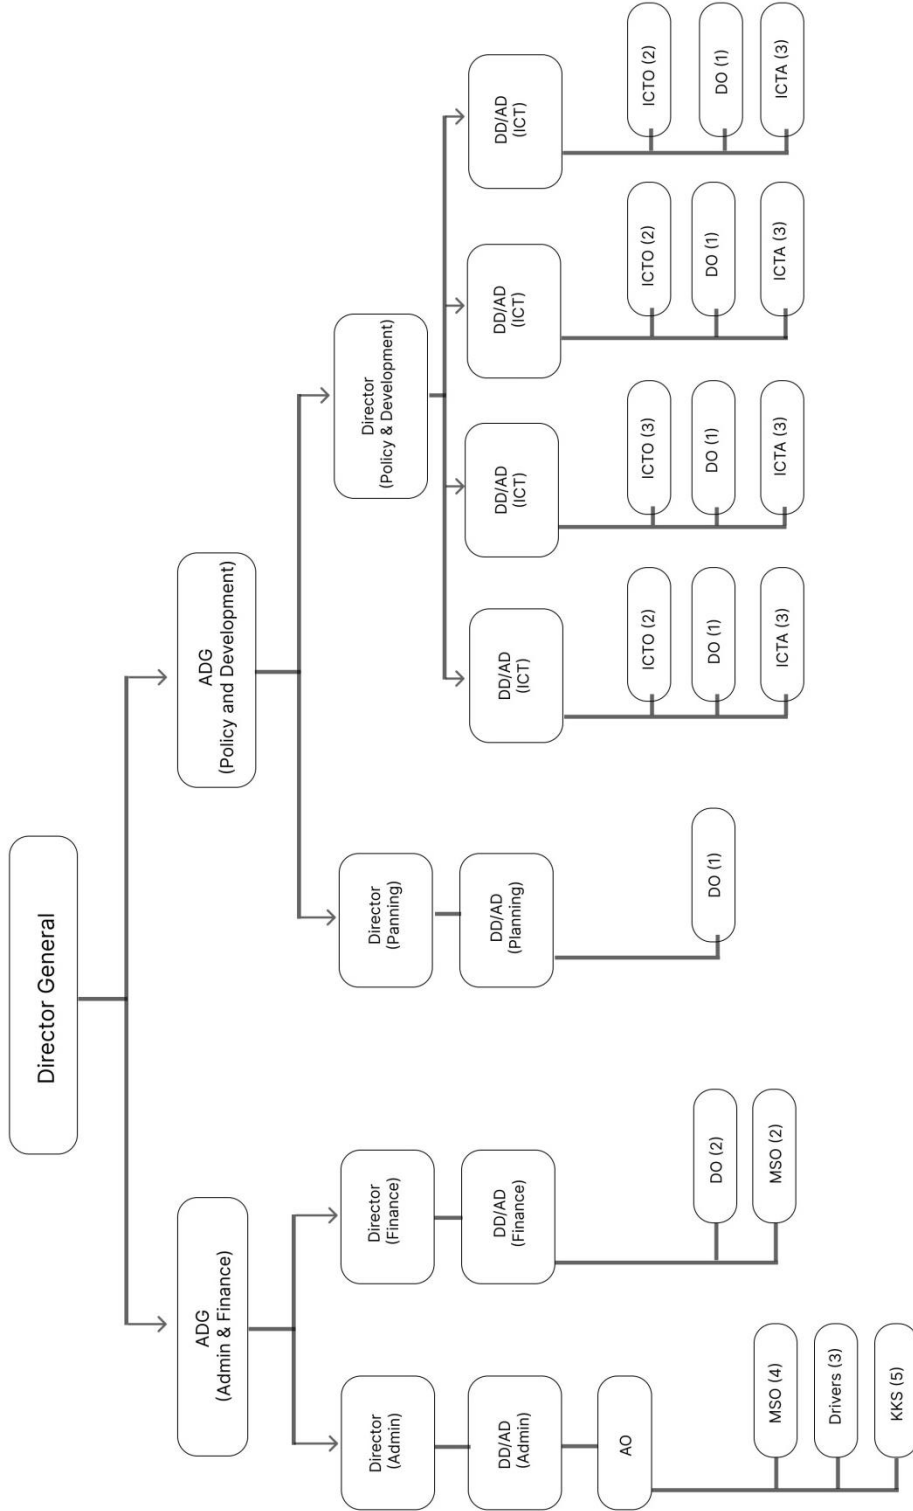 Director General
ADG
(Admin & Finance)
ADG
(Policy and Development)
Director
(Admin)
Director
(Finance)
Director
(Panning)
Director
(Policy & Development)
DD/AD
(Admin)
DD/AD
(Finance)
DD/AD
(Planning)
DD/AD
(ICT)
DD/AD
(ICT)
DD/AD
(ICT)
DD/AD
(ICT)
AO
MSO (4)
Drivers (3)
KKS (5)
DO (2)
MSO (2)
DO (1)
ICTO (2)
DO (1)
ICTA (3)
ICTO (3)
DO (1)
ICTA (3)
ICTO (2)
DO (1)
ICTA (3)
ICTO (2)
DO (1)
ICTA (3)